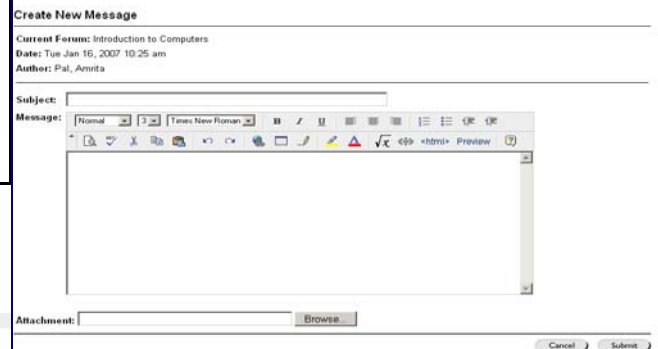 Create New Message
Current Forum: Introduction to Computers
Date: Tue Jan 16, 2007 10:25 am
Author: Pal, Amrita
Subject:
Message:
Normal 3 Times New Roman B I U
<html> Preview
Attachment: Browse...
Cancel Submit